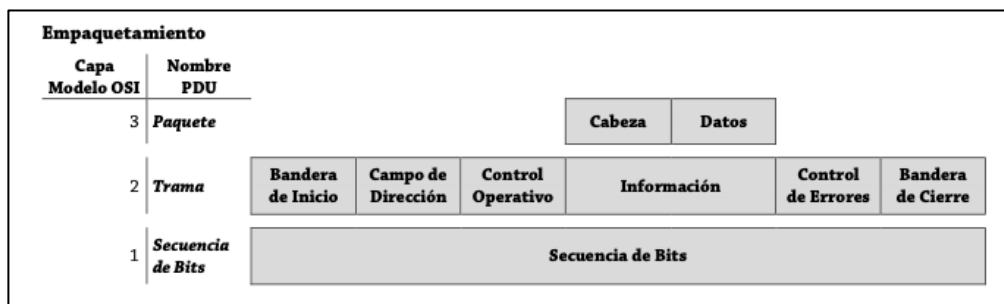 Empaquetamiento
Capa Nombre
Modelo OSI PDU
3 Paquete Cabeza Datos
2 Trama Bandera de Inicio Campo de Dirección Control Operativo Información Control de Errores Bandera de Cierre
1 Secuencia de Bits Secuencia de Bits